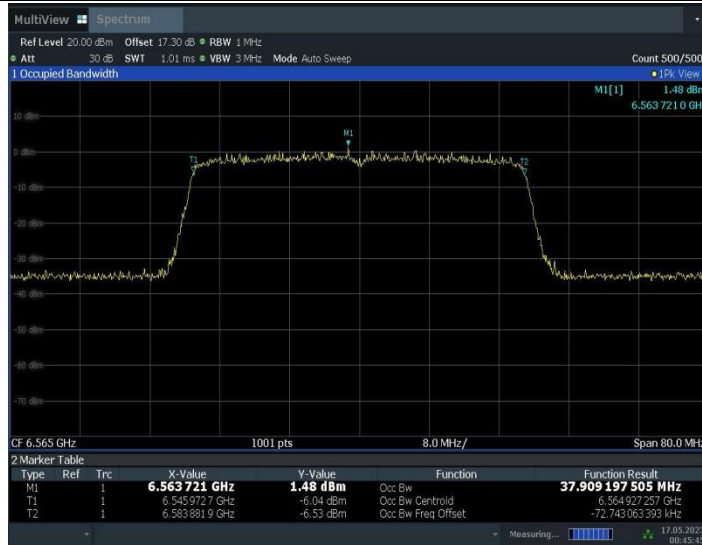 MultiView Spectrum
Ref Level 20.00 dBm Offset 17.30 dB RBW 1 MHz
Att 30 dB SWT 1.01 ms VBW 3 MHz Mode Auto Sweep Count 500/500
1 Occupied Bandwidth 1Pk View
M1[1] 1.48 dBm
6.563 721 0 GH
10 dBm
M1
0 dBm
T1
T2
-10 dBm
-20 dBm
-30 dBm
-40 dBm
-50 dBm
-60 dBm
-70 dBm
CF 6.565 GHz 1001 pts 8.0 MHz/ Span 80.0 MHz
2 Marker Table
Type Ref Trc X-Value Y-Value Function Function Result
M1 1 6.563 721 GHz 1.48 dBm Occ Bw 37.909 197 505 MHz
T1 1 6.545 972 7 GHz -6.04 dBm Occ Bw Centroid 6.564 927 257 GHz
T2 1 6.583 881 9 GHz -6.53 dBm Occ Bw Freq Offset -72.743 063 393 kHz
Measuring... 17.05.202
00:45:4